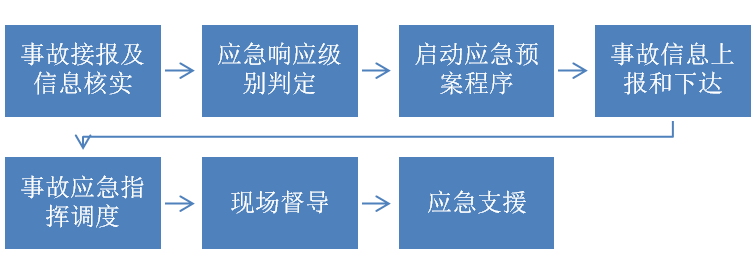 事故接报及
信息核实
应急响应级
别判定
启动应急预
案程序
事故信息上
报和下达
事故应急指
挥调度
现场督导
应急支援